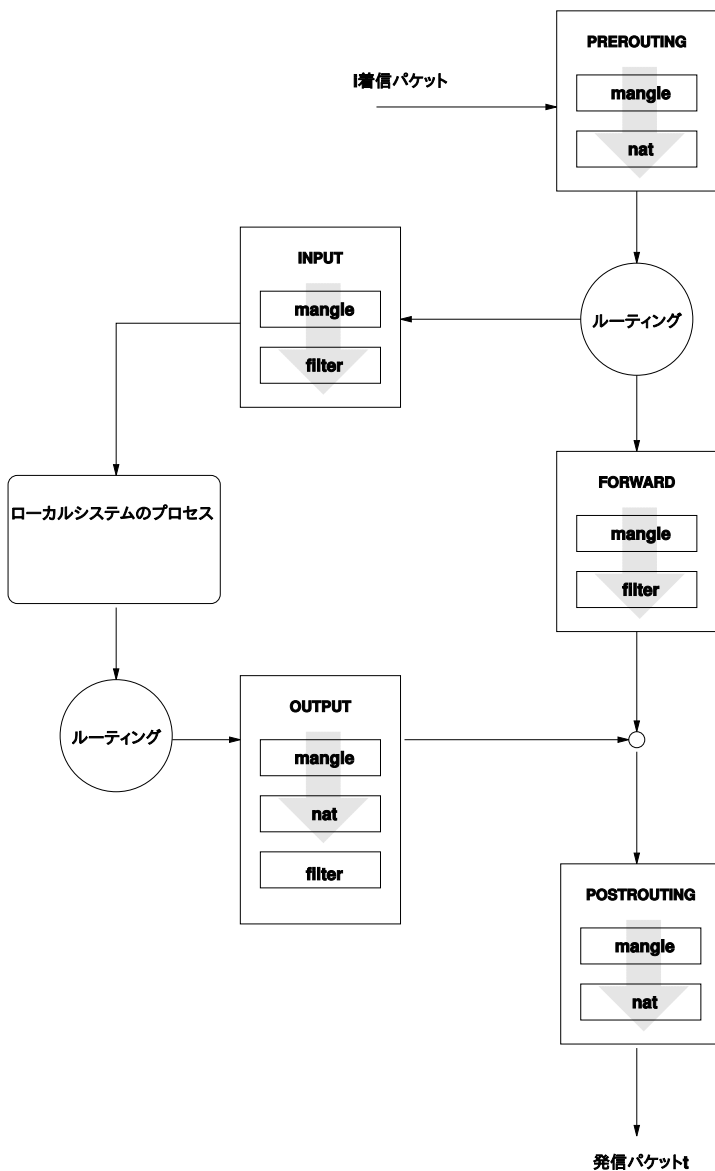 PREROUTING
I着信パケット
mangle
nat
INPUT
mangle
filter
ルーティング
ローカルシステムのプロセス
FORWARD
mangle
filter
ルーティング
OUTPUT
mangle
nat
filter
POSTROUTING
mangle
nat
発信パケットt